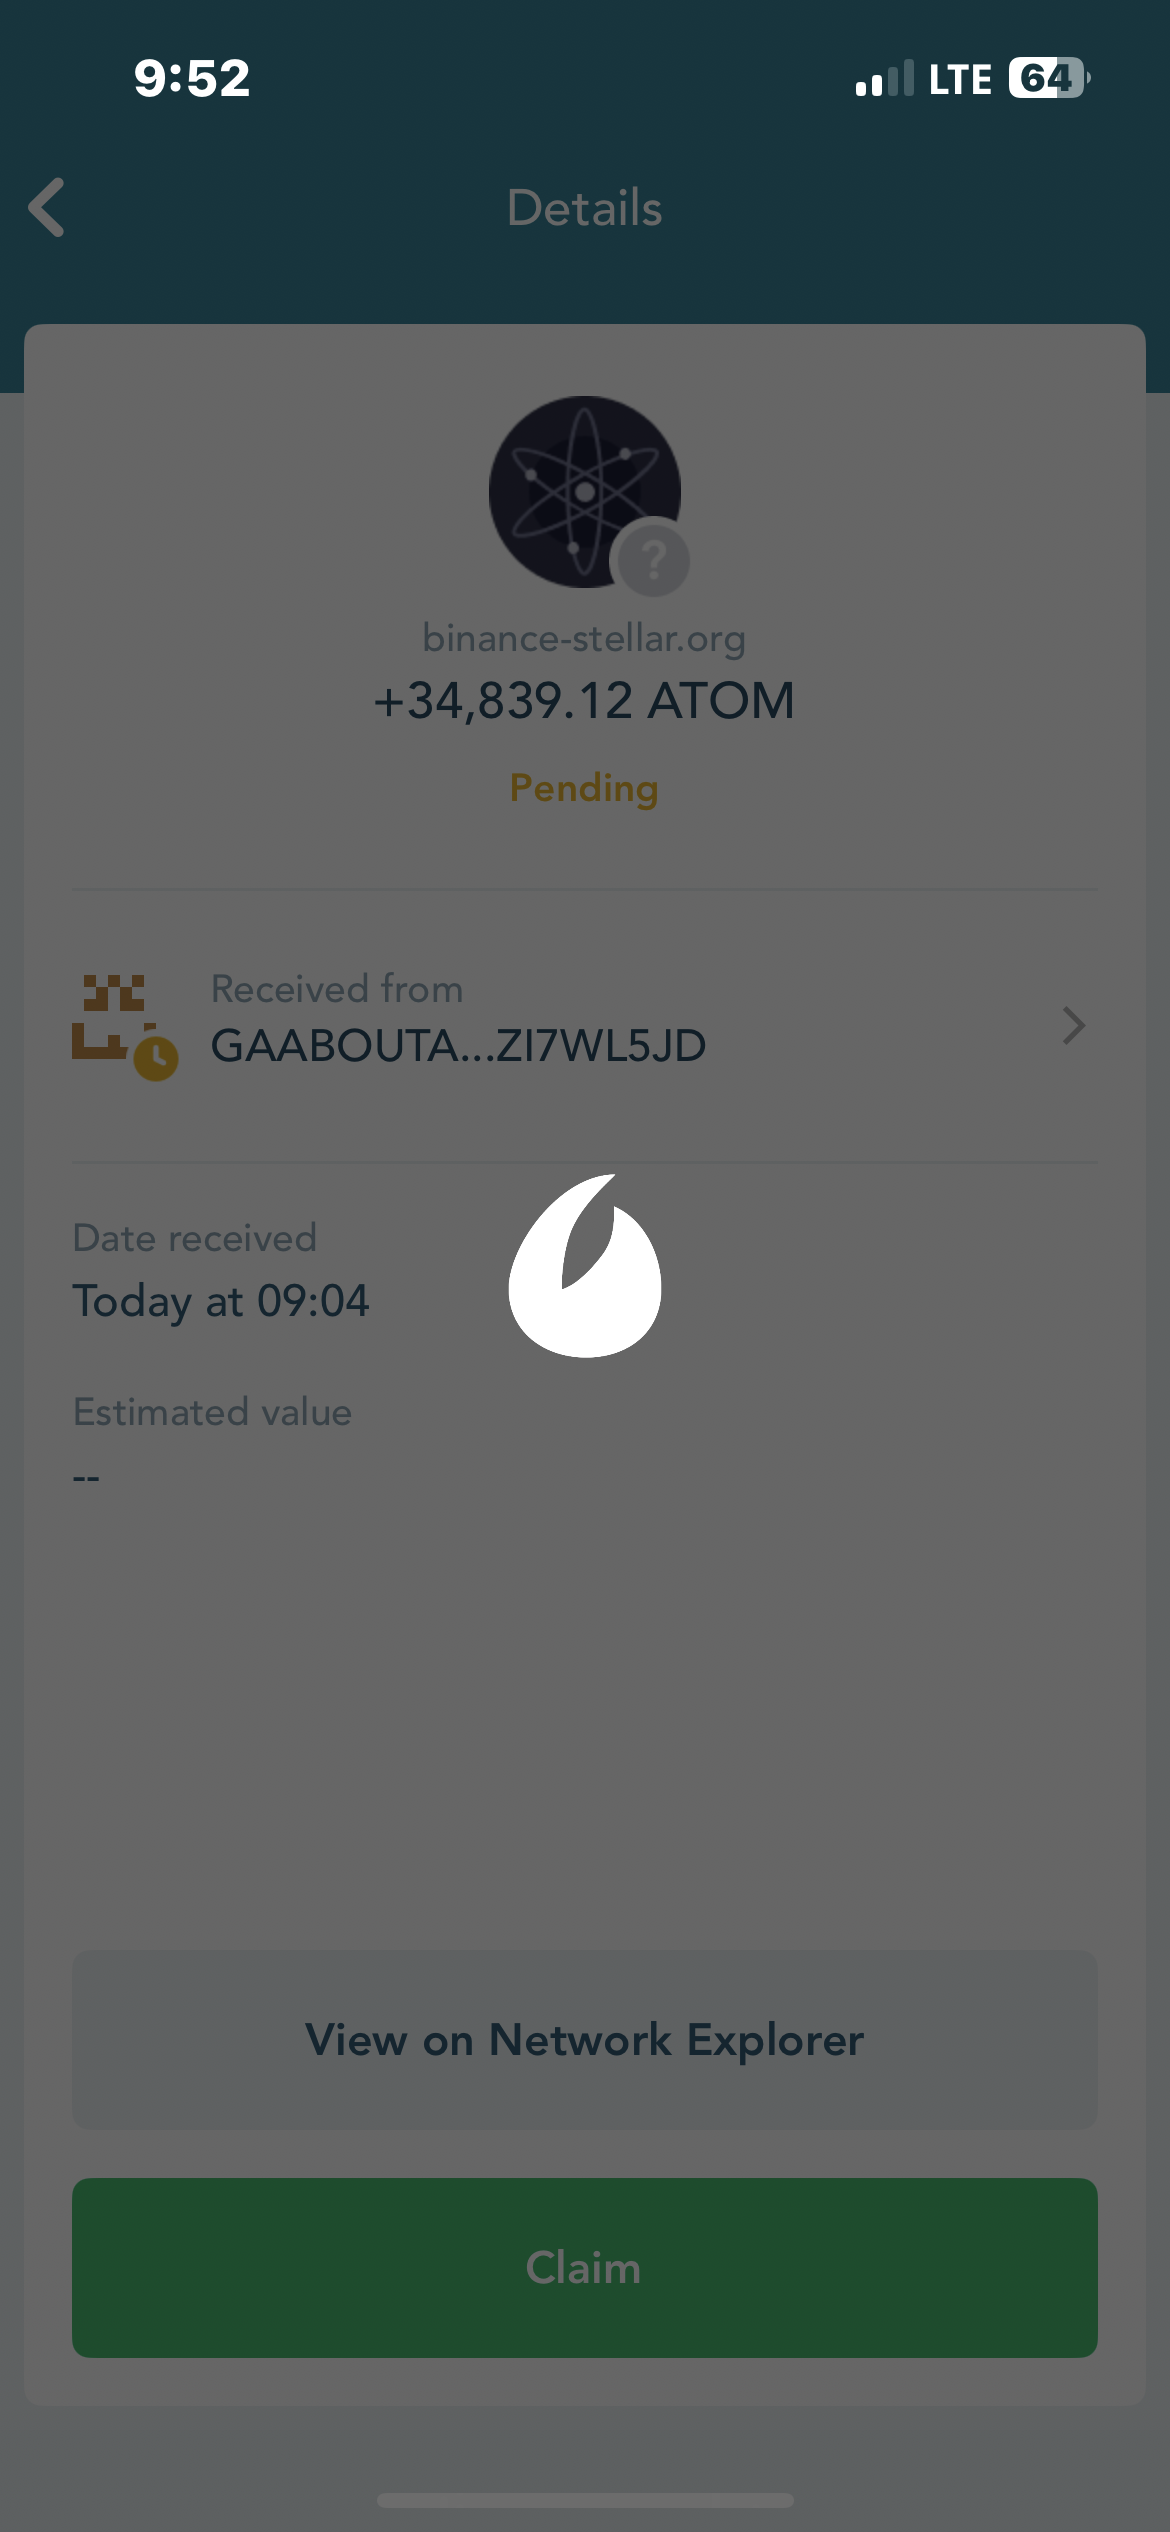 9:52 LTE 64
Details
?
binance-stellar.org
+34,839.12 ATOM
Pending
Received from
GAABOUTA...ZI7WL5JD
Date received
Today at 09:04
Estimated value
--
View on Network Explorer
Claim